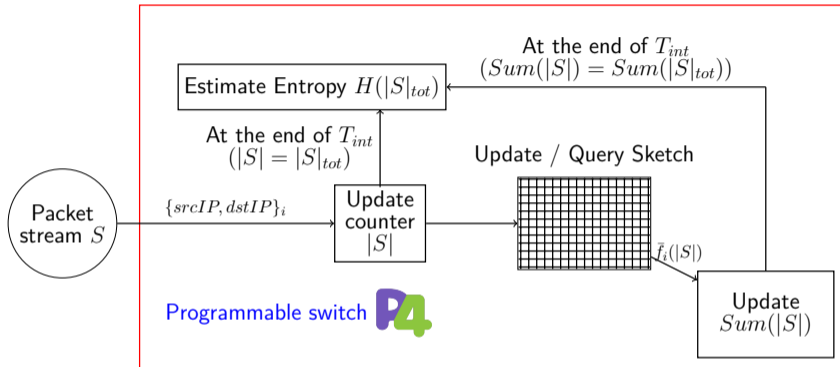 At the end of T_int
(Sum(|S|) = Sum(|S|_tot))
Estimate Entropy H(|S|_tot)
At the end of T_int
(|S| = |S|_tot)
Update / Query Sketch
Packet
stream S
{srcIP, dstIP}_i
Update
counter
|S|
f̄_i(|S|)
Update
Sum(|S|)
Programmable switch P4